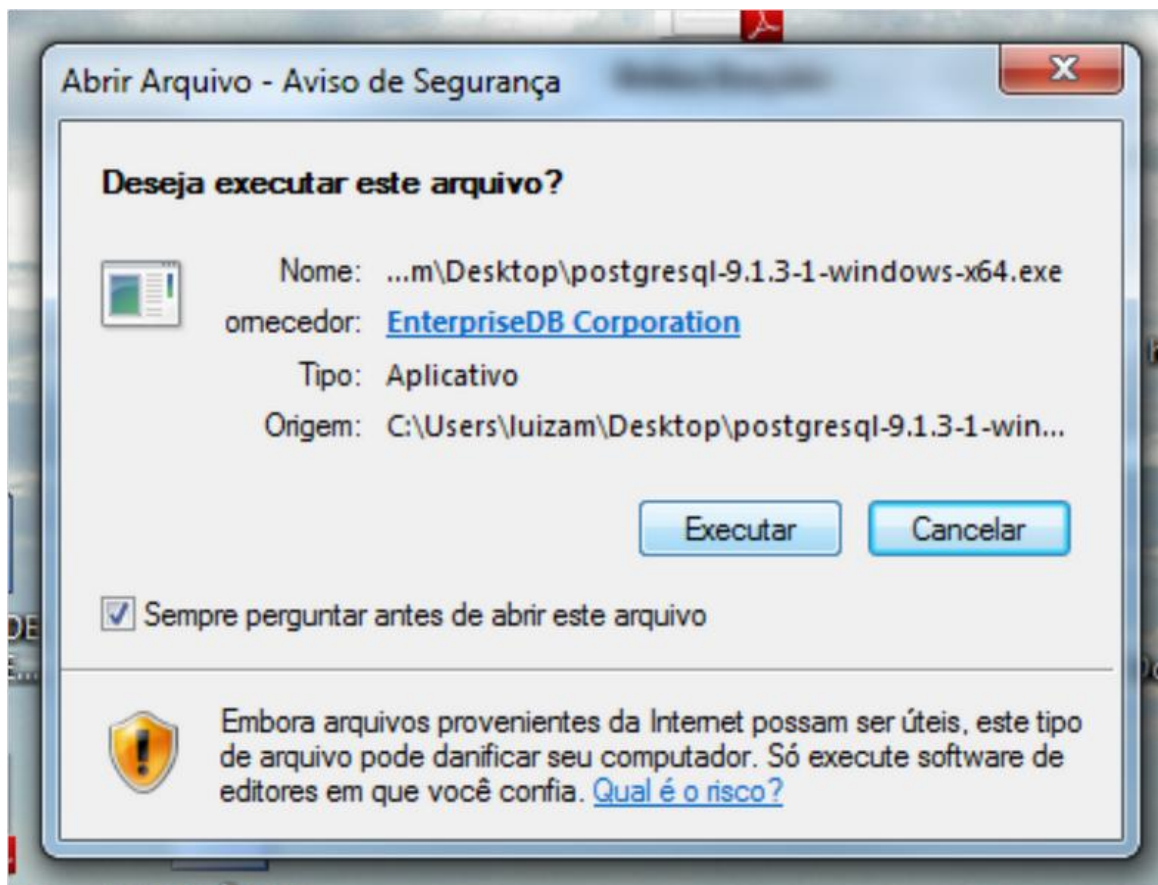 Abrir Arquivo - Aviso de Segurança
X
Deseja executar este arquivo?
Nome: ...m\Desktop\postgresql-9.1.3-1-windows-x64.exe
ornecedor: EnterpriseDB Corporation
Tipo: Aplicativo
Origem: C:\Users\luizam\Desktop\postgresql-9.1.3-1-win...
Executar Cancelar
Sempre perguntar antes de abrir este arquivo
DE
E...
Embora arquivos provenientes da Internet possam ser úteis, este tipo
de arquivo pode danificar seu computador. Só execute software de
editores em que você confia. Qual é o risco?